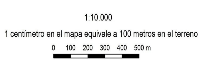 1:10.000
1 centímetro en el mapa equivale a 100 metros en el terreno
0 100 200 300 400 500 m